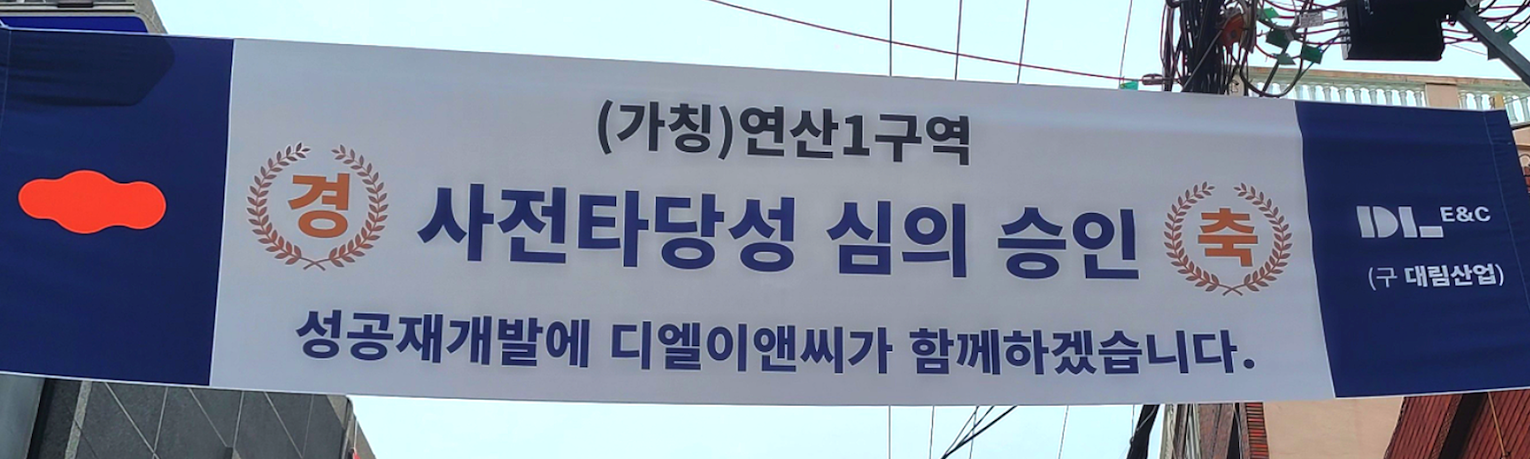 (가칭)연산1구역
경 사전타당성 심의 승인 축
성공재개발에 디엘이앤씨가 함께하겠습니다.
DL E&C
(구 대림산업)